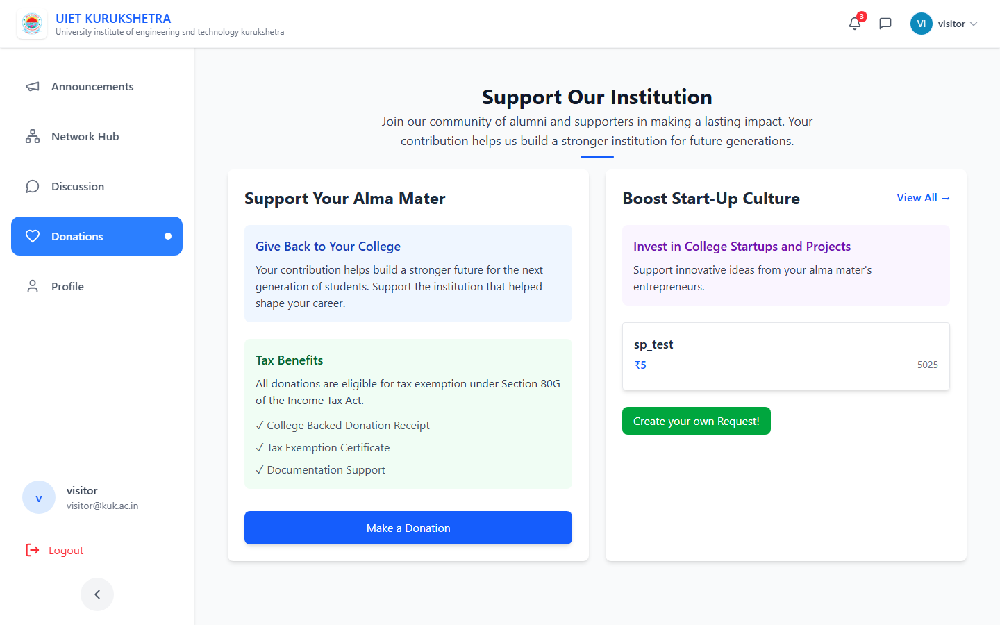 UIET KURUKSHETRA
University institute of engineering snd technology kurukshetra
3
VI
visitor
Announcements
Network Hub
Discussion
Donations
Profile
v
visitor
visitor@kuk.ac.in
Logout
Support Our Institution
Join our community of alumni and supporters in making a lasting impact. Your
contribution helps us build a stronger institution for future generations.
Support Your Alma Mater
Give Back to Your College
Your contribution helps build a stronger future for the next
generation of students. Support the institution that helped
shape your career.
Tax Benefits
All donations are eligible for tax exemption under Section 80G
of the Income Tax Act.
✓ College Backed Donation Receipt
✓ Tax Exemption Certificate
✓ Documentation Support
Make a Donation
Boost Start-Up Culture
View All →
Invest in College Startups and Projects
Support innovative ideas from your alma mater's
entrepreneurs.
sp_test
₹5
5025
Create your own Request!